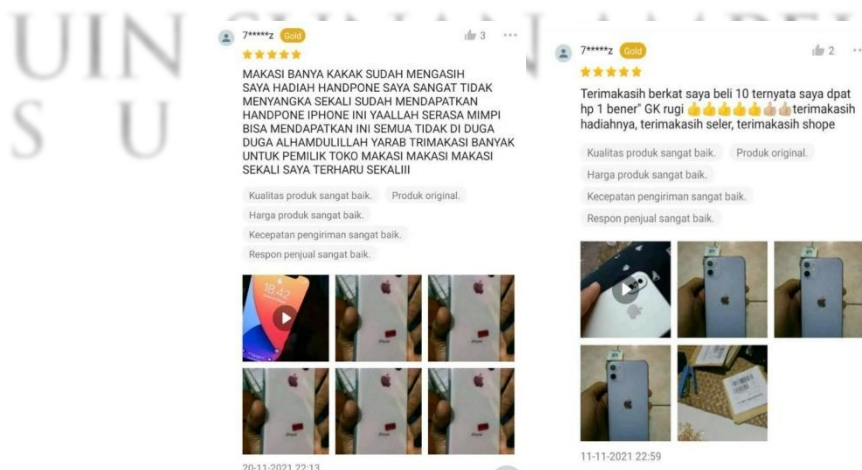 UIN SUNAN AMPEL
S U
7*****z Gold
3
MAKASI BANYA KAKAK SUDAH MENGASIH
SAYA HADIAH HANDPONE SAYA SANGAT TIDAK
MENYANGKA SEKALI SUDAH MENDAPATKAN
HANDPONE IPHONE INI YAALLAH SERASA MIMPI
BISA MENDAPATKAN INI SEMUA TIDAK DI DUGA
DUGA ALHAMDULILLAH YARAB TRIMAKASI BANYAK
UNTUK PEMILIK TOKO MAKASI MAKASI MAKASI
SEKALI SAYA TERHARU SEKALIII
Kualitas produk sangat baik. Produk original.
Harga produk sangat baik.
Kecepatan pengiriman sangat baik.
Respon penjual sangat baik.
18:42
20-11-2021 22:13
7*****z Gold
2
Terimakasih berkat saya beli 10 ternyata saya dpat
hp 1 bener" GK rugi 👍👍👍👍👍👍👍terimakasih
hadiahnya, terimakasih seler, terimakasih shope
Kualitas produk sangat baik. Produk original.
Harga produk sangat baik.
Kecepatan pengiriman sangat baik.
Respon penjual sangat baik.
11-11-2021 22:59